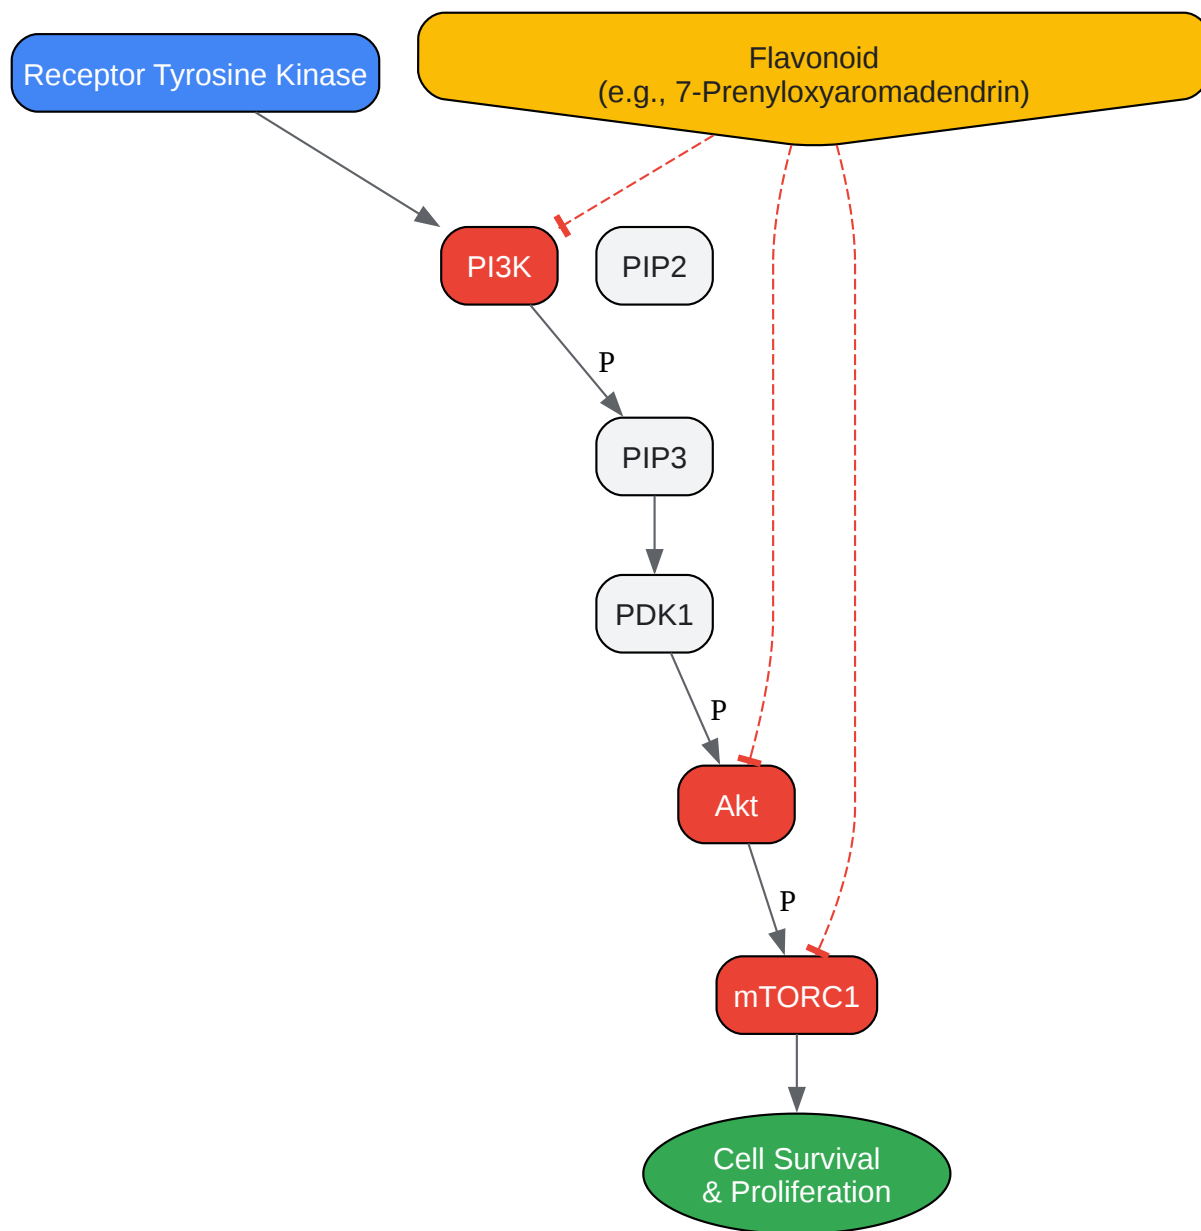 Receptor Tyrosine Kinase
Flavonoid
(e.g., 7-Prenyloxyaromadendrin)
PI3K
PIP2
P
PIP3
PDK1
P
Akt
P
mTORC1
Cell Survival
& Proliferation